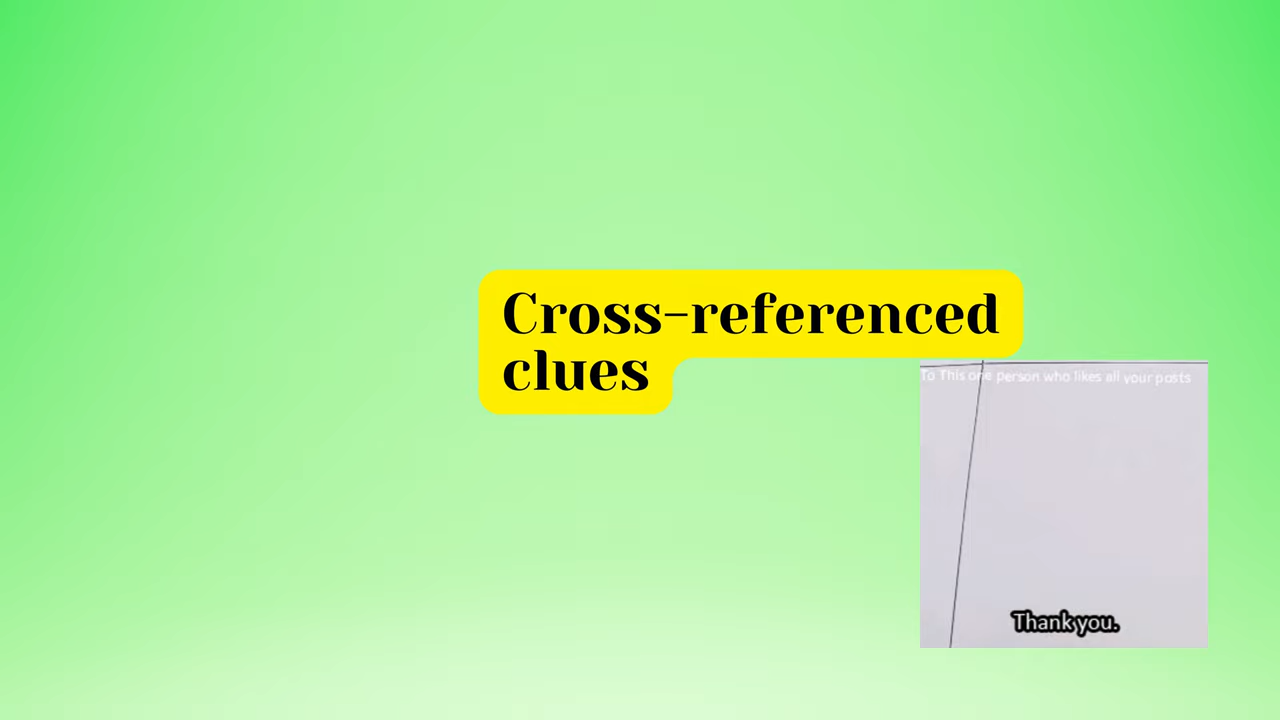 Cross-referenced
clues
To This one person who likes all your posts
Thank you.